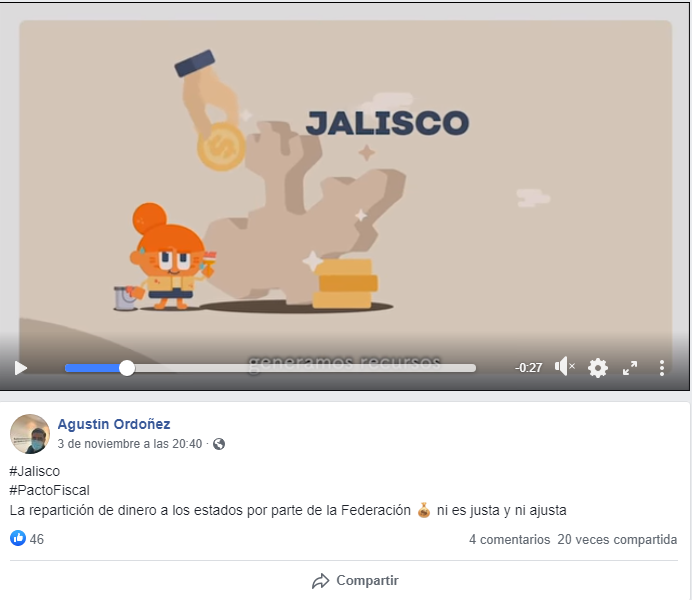 JALISCO
generamos recursos
-0:27
Agustin Ordoñez
3 de noviembre a las 20:40 ·
#Jalisco
#PactoFiscal
La repartición de dinero a los estados por parte de la Federación 💰 ni es justa y ni ajusta
46
4 comentarios 20 veces compartida
Compartir